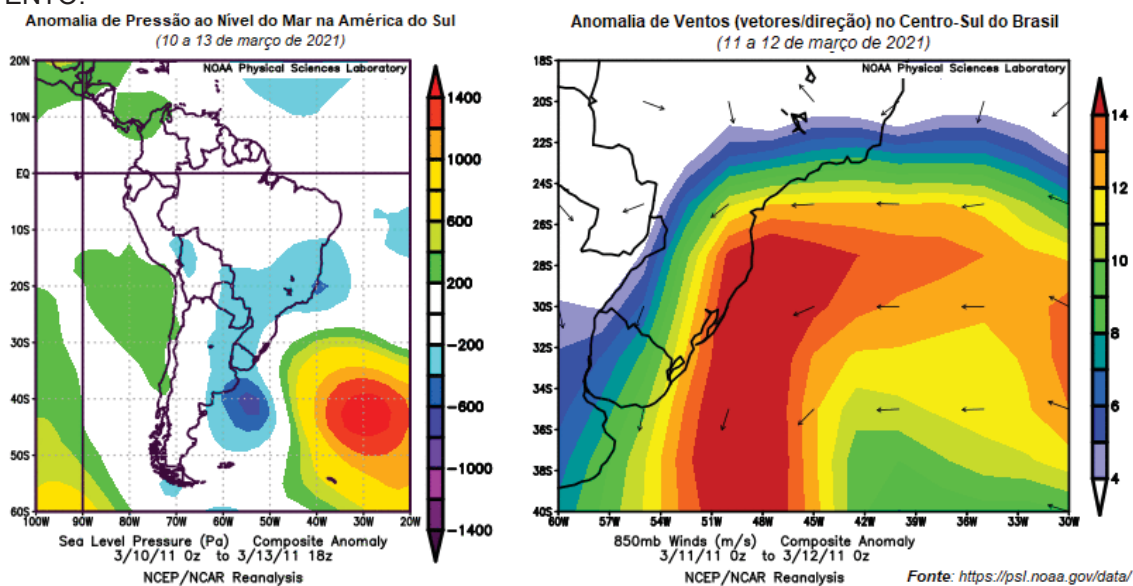 ENTO.
Anomalia de Pressão ao Nível do Mar na América do Sul
(10 a 13 de março de 2021)
NOAA Physical Sciences Laboratory
20N
10N
EQ
10S
20S
30S
40S
50S
60S
100W 90W 80W 70W 60W 50W 40W 30W 20W
1400
1000
600
200
−200
−600
−1000
−1400
Sea Level Pressure (Pa) Composite Anomaly
3/10/11 0z to 3/13/11 18z
NCEP/NCAR Reanalysis
Anomalia de Ventos (vetores/direção) no Centro-Sul do Brasil
(11 a 12 de março de 2021)
NOAA Physical Sciences Laboratory
18S
20S
22S
24S
26S
28S
30S
32S
34S
36S
38S
40S
60W 57W 54W 51W 48W 45W 42W 39W 36W 33W 30W
14
12
10
8
6
4
850mb Winds (m/s) Composite Anomaly
3/11/11 0z to 3/12/11 0z
NCEP/NCAR Reanalysis
Fonte: https://psl.noaa.gov/data/